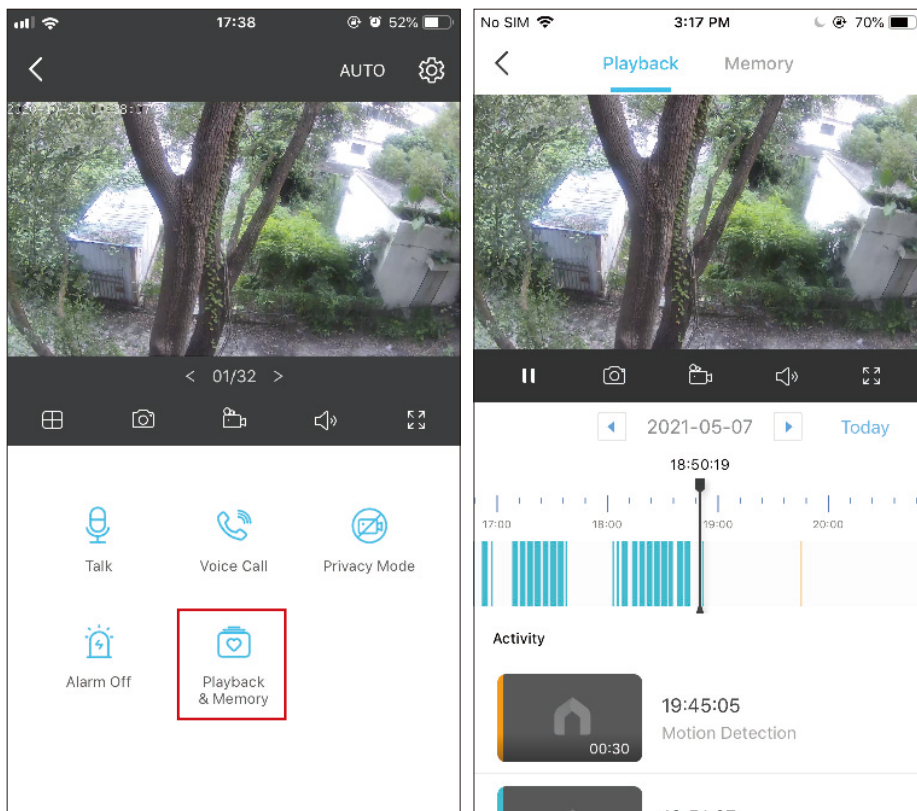 17:38
52%
AUTO
< 01/32 >
Talk
Voice Call
Privacy Mode
Alarm Off
Playback
& Memory
No SIM
3:17 PM
70%
Playback
Memory
2021-05-07
Today
18:50:19
17:00
18:00
19:00
20:00
Activity
00:30
19:45:05
Motion Detection